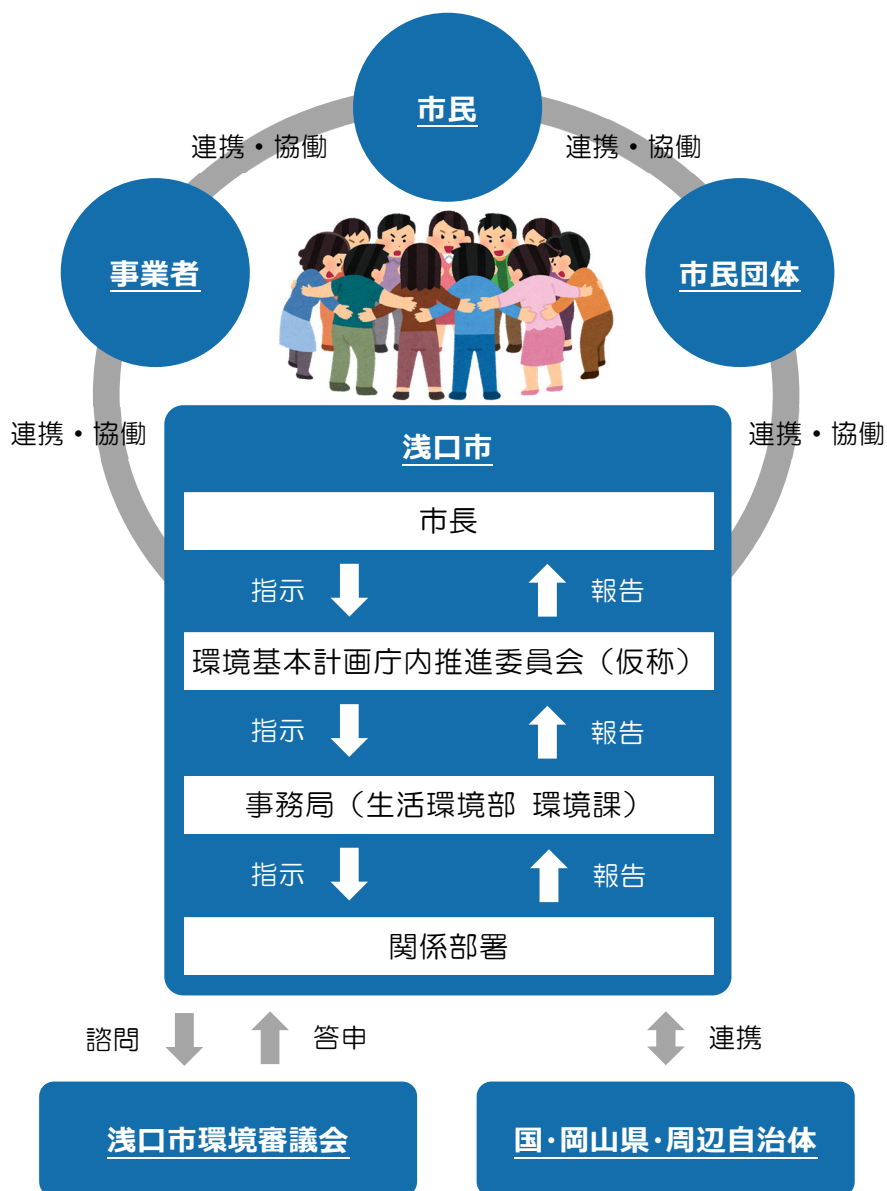 市民
連携・協働
連携・協働
事業者
市民団体
連携・協働
連携・協働
浅口市
市長
指示
報告
環境基本計画庁内推進委員会（仮称）
指示
報告
事務局（生活環境部 環境課）
指示
報告
関係部署
諮問
答申
連携
浅口市環境審議会
国・岡山県・周辺自治体